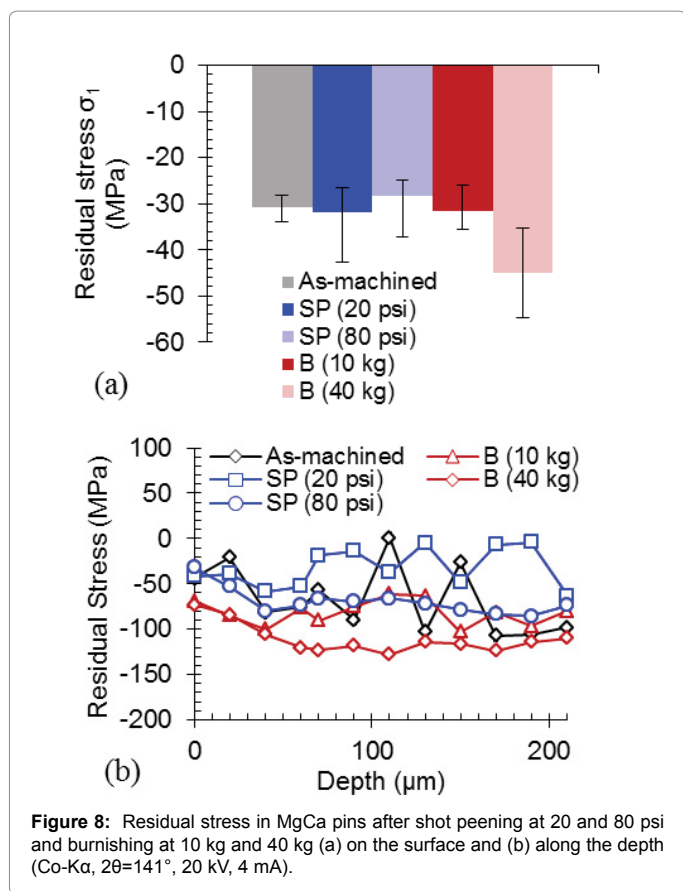 0
-10
-20
-30
-40
-50
-60
Residual stress σ₁
(MPa)
As-machined
SP (20 psi)
SP (80 psi)
B (10 kg)
B (40 kg)
(a)
100
50
0
-50
-100
-150
-200
Residual Stress (MPa)
As-machined
SP (20 psi)
SP (80 psi)
B (10 kg)
B (40 kg)
0
100
200
Depth (µm)
(b)
Figure 8: Residual stress in MgCa pins after shot peening at 20 and 80 psi
and burnishing at 10 kg and 40 kg (a) on the surface and (b) along the depth
(Co-Kα, 2θ=141°, 20 kV, 4 mA).